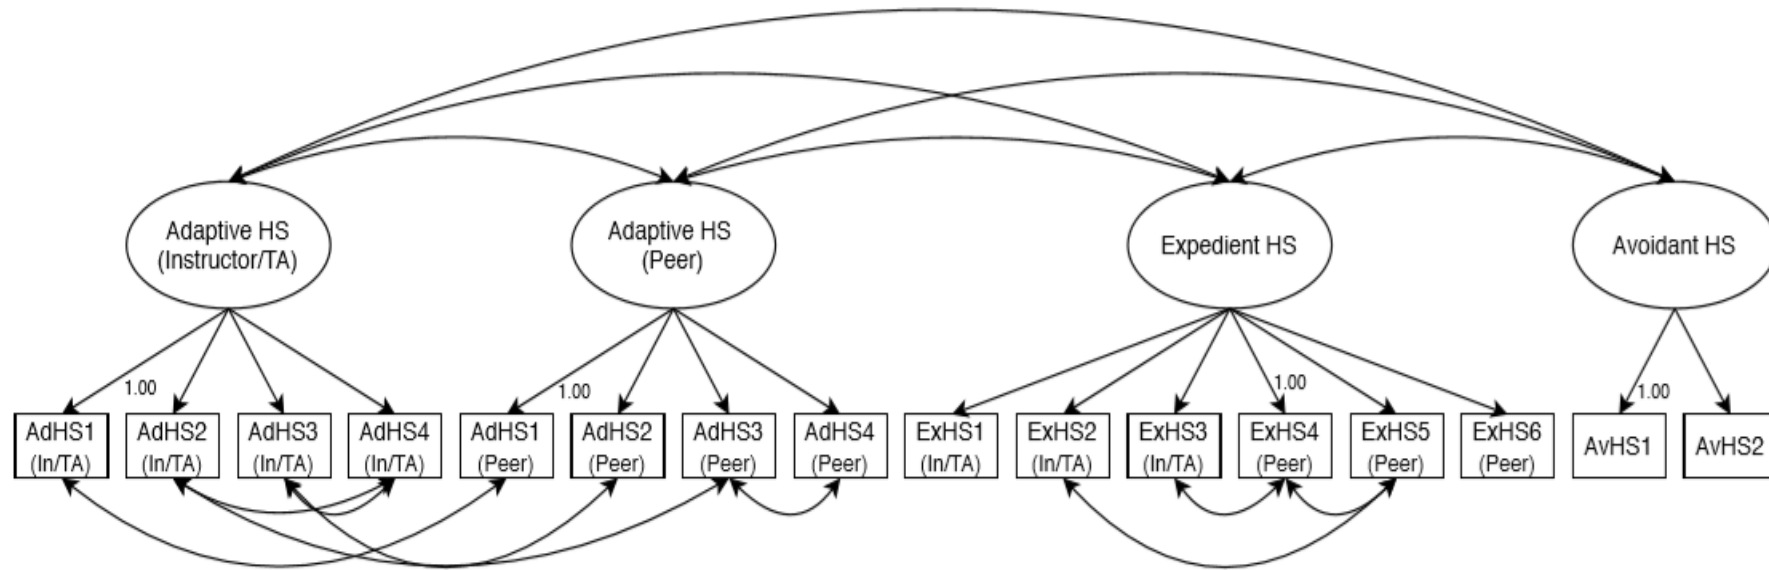 Adaptive HS
(Instructor/TA)
Adaptive HS
(Peer)
Expedient HS
Avoidant HS
1.00
1.00
1.00
1.00
AdHS1
(In/TA)
AdHS2
(In/TA)
AdHS3
(In/TA)
AdHS4
(In/TA)
AdHS1
(Peer)
AdHS2
(Peer)
AdHS3
(Peer)
AdHS4
(Peer)
ExHS1
(In/TA)
ExHS2
(In/TA)
ExHS3
(In/TA)
ExHS4
(Peer)
ExHS5
(Peer)
ExHS6
(Peer)
AvHS1
AvHS2